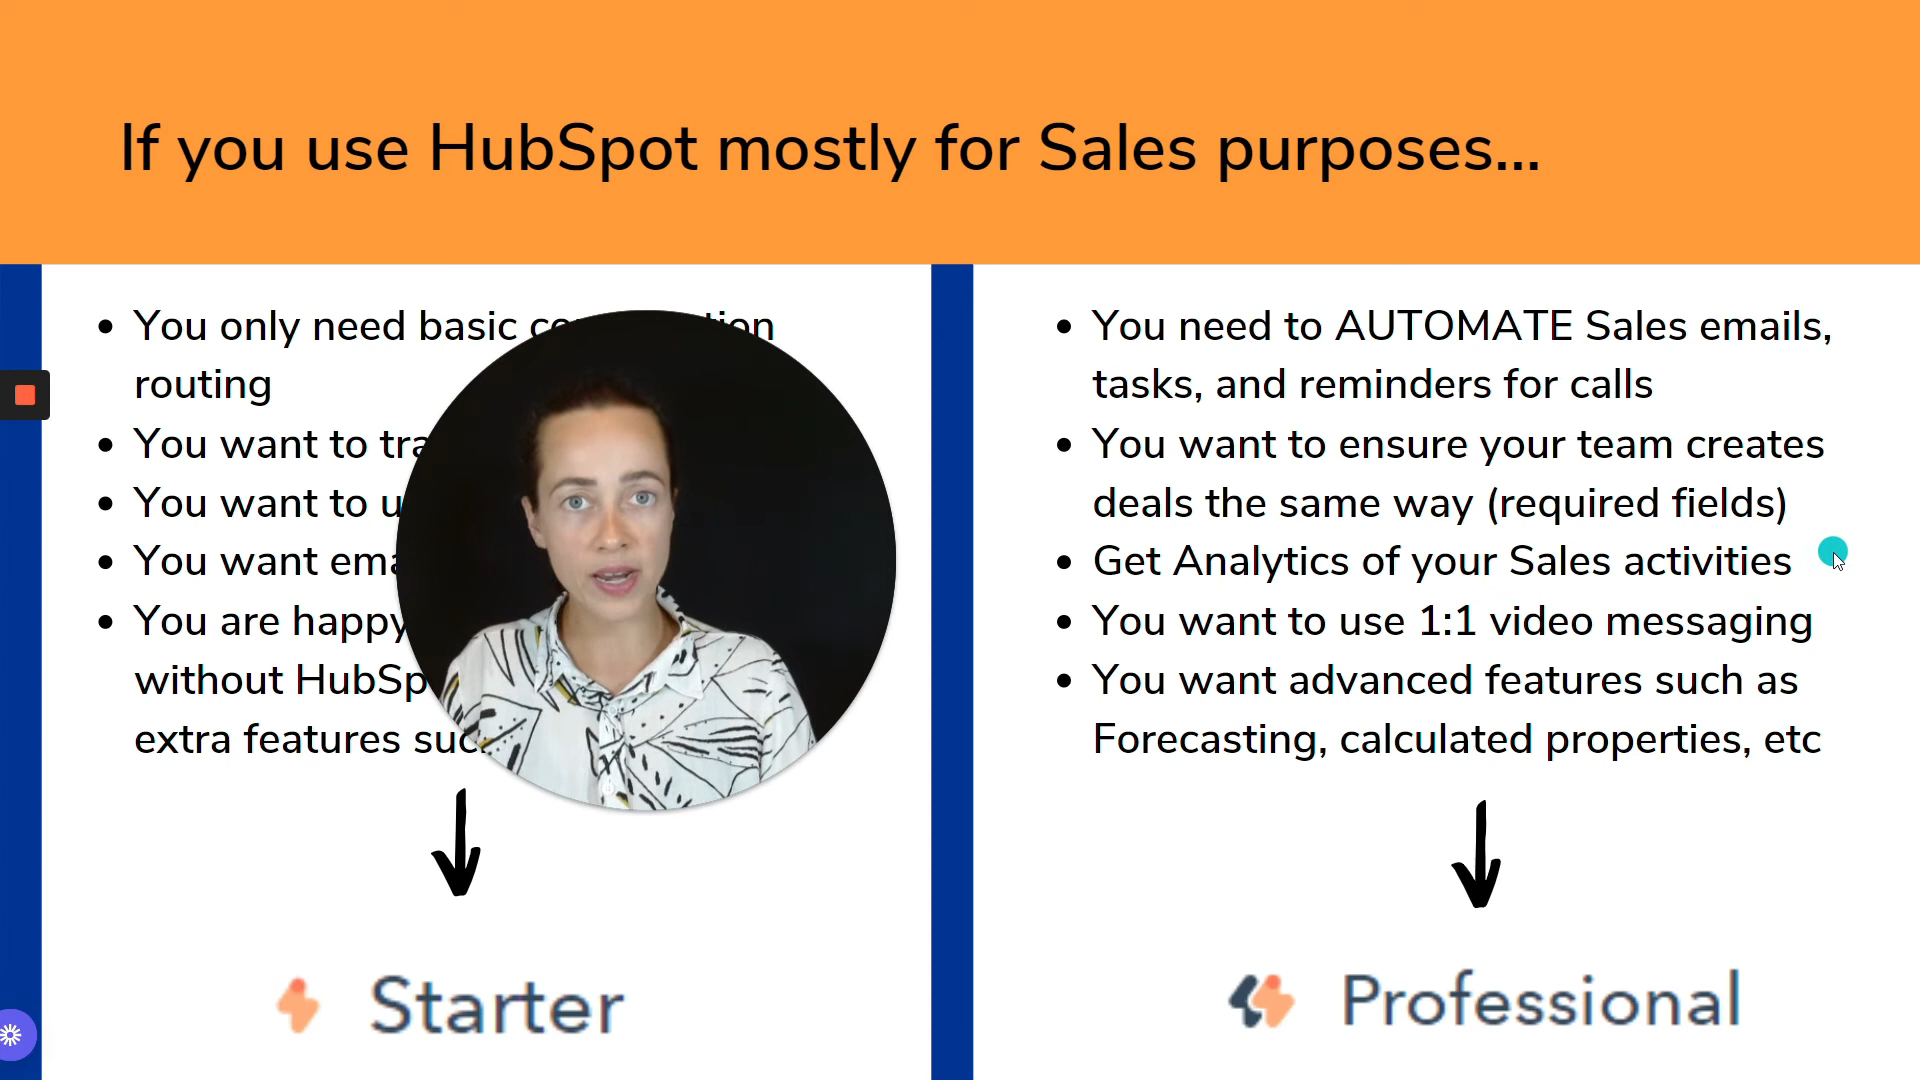 If you use HubSpot mostly for Sales purposes...
You only need basic
routing
You want to
You want to
You want
You are happy
without
extra features
Starter
You need to AUTOMATE Sales emails,
tasks, and reminders for calls
You want to ensure your team creates
deals the same way (required fields)
Get Analytics of your Sales activities
You want to use 1:1 video messaging
You want advanced features such as
Forecasting, calculated properties, etc
Professional